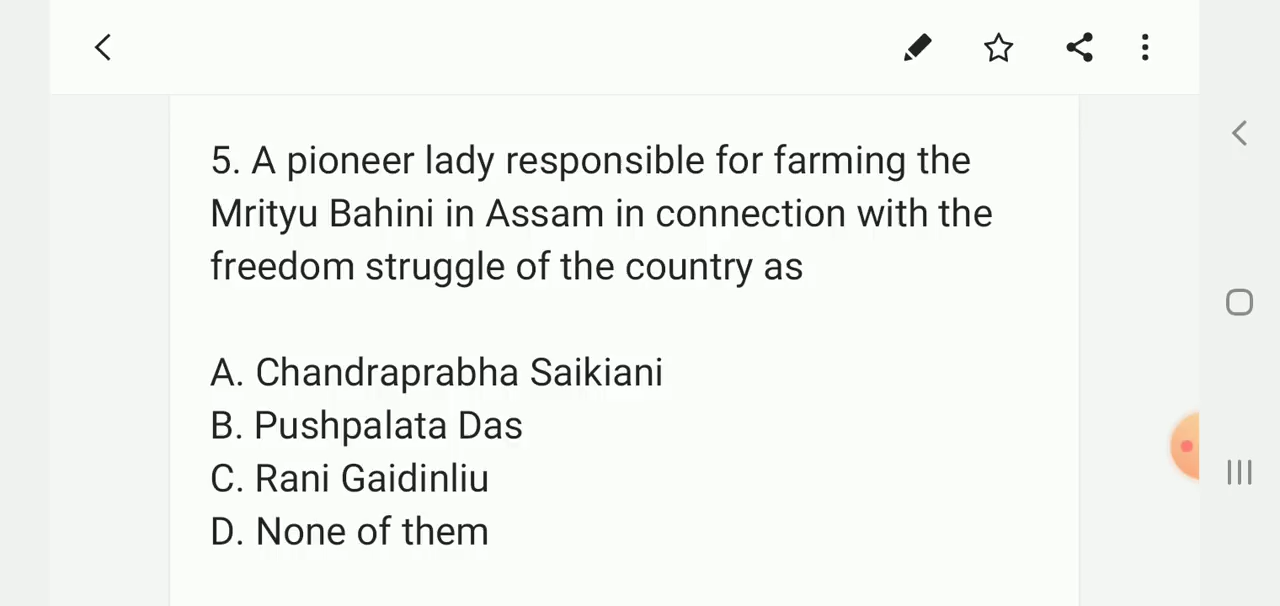 5. A pioneer lady responsible for farming the
Mrityu Bahini in Assam in connection with the
freedom struggle of the country as
A. Chandraprabha Saikiani
B. Pushpalata Das
C. Rani Gaidinliu
D. None of them